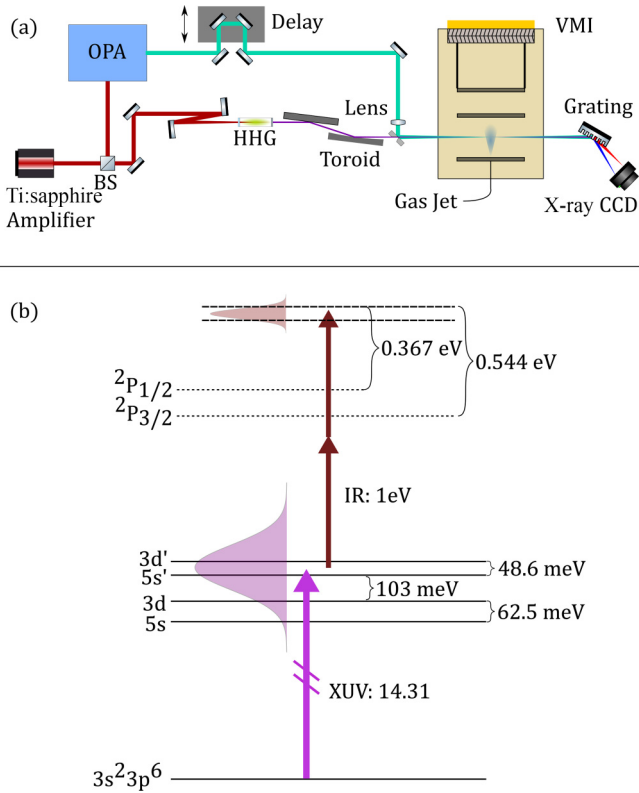 (a)
Delay
VMI
OPA
Lens
Grating
HHG
Toroid
BS
Ti:sapphire
Amplifier
Gas Jet
X-ray CCD
(b)
0.367 eV
0.544 eV
²P₁/₂
²P₃/₂
IR: 1eV
3d'
48.6 meV
5s'
103 meV
3d
62.5 meV
5s
XUV: 14.31
3s²3p⁶